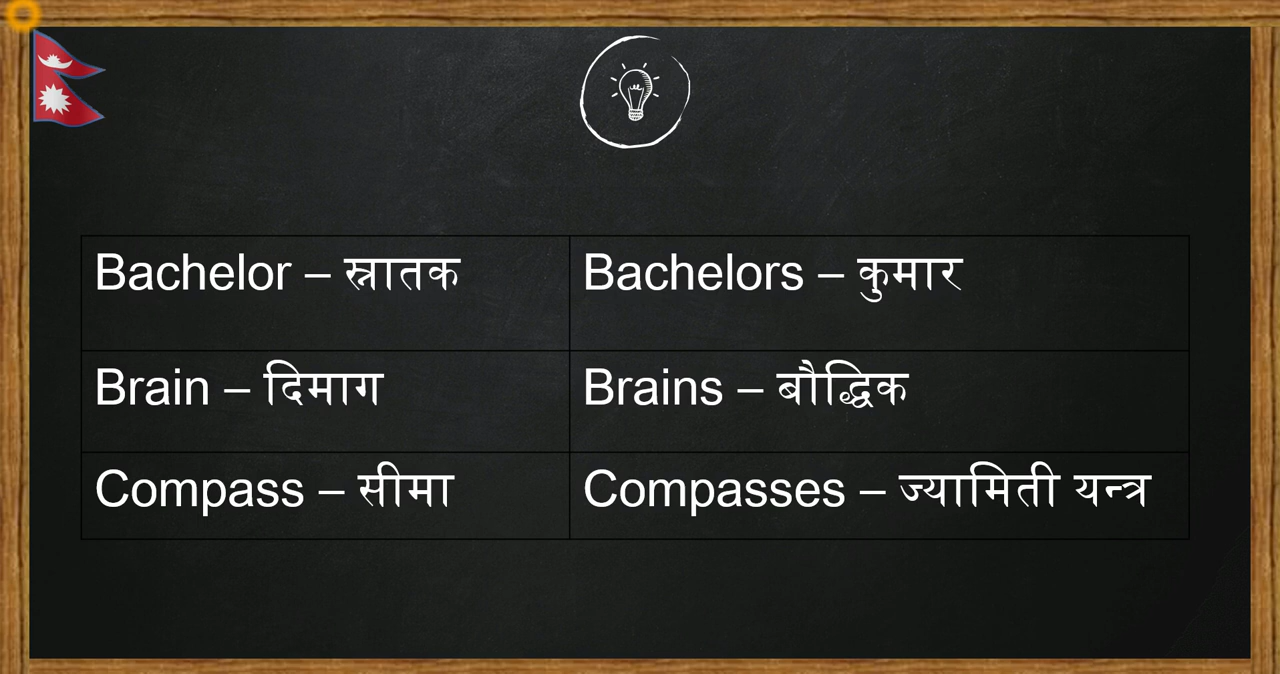 Bachelor – स्नातक
Bachelors – कुमार
Brain – दिमाग
Brains – बौद्धिक
Compass – सीमा
Compasses – ज्यामिती यन्त्र